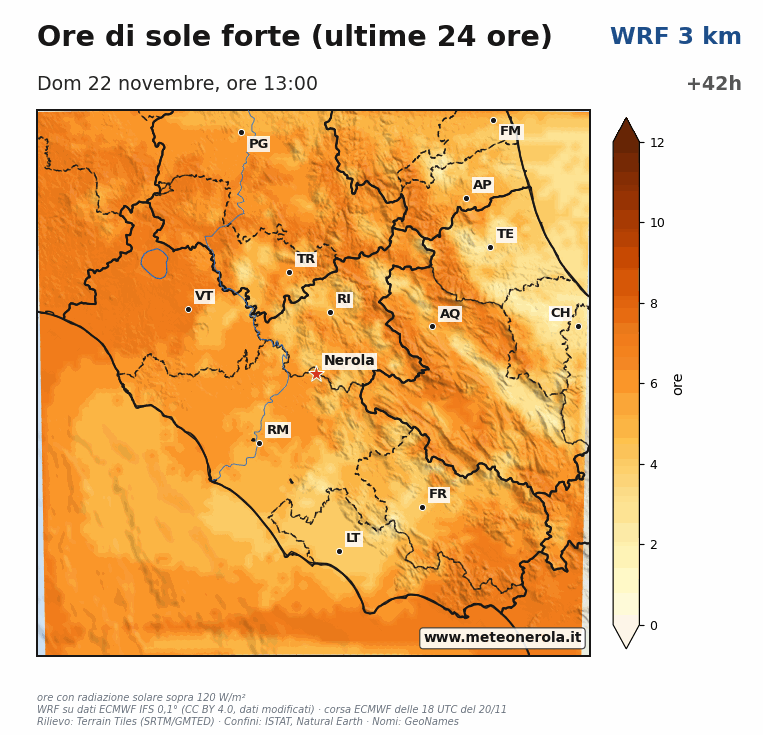 Ore di sole forte (ultime 24 ore)
WRF 3 km
Dom 22 novembre, ore 13:00
+42h
PG
FM
AP
TE
TR
VT
RI
AQ
CH
Nerola
RM
FR
LT
www.meteonerola.it
12
10
8
6
4
2
0
ore
ore con radiazione solare sopra 120 W/m²
WRF su dati ECMWF IFS 0,1° (CC BY 4.0, dati modificati) · corsa ECMWF delle 18 UTC del 20/11
Rilievo: Terrain Tiles (SRTM/GMTED) · Confini: ISTAT, Natural Earth · Nomi: GeoNames